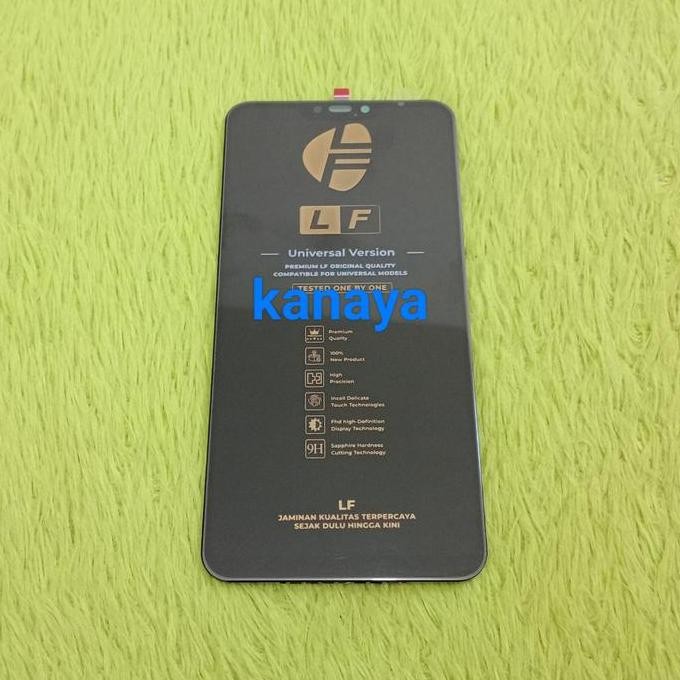 LF
L F
Universal Version
PREMIUM LF ORIGINAL QUALITY
COMPATIBLE FOR UNIVERSAL MODELS
TESTED ONE BY ONE
kanaya
Premium
Quality
100%
New Product
High
Precision
Incell Delicate
Touch Technologies
Fhd high-Definition
Display Technology
9H
Sapphire Hardness
Cutting Technology
LF
JAMINAN KUALITAS TERPERCAYA
SEJAK DULU HINGGA KINI